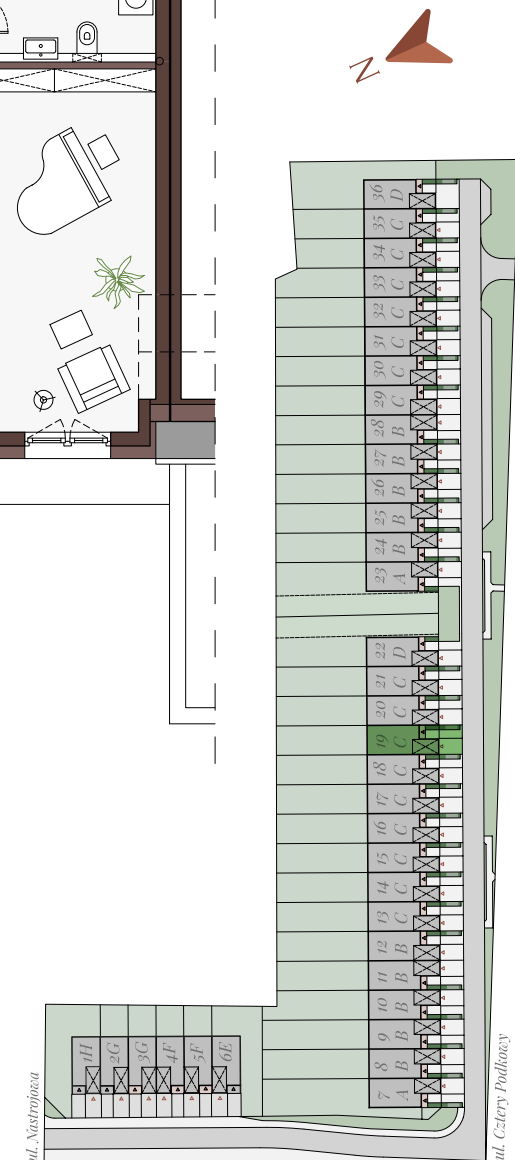 N
36 D
35 C
34 C
33 C
32 C
31 C
30 C
29 C
28 B
27 B
26 B
25 B
24 B
23 A
22 D
21 C
20 C
19 C
18 C
17 C
16 C
15 C
14 C
13 C
12 B
11 B
10 B
9 B
8 B
7 A
1H
2G
3G
4F
5F
6E
ul. Nastrojowa
ul. Cztery Podkowy